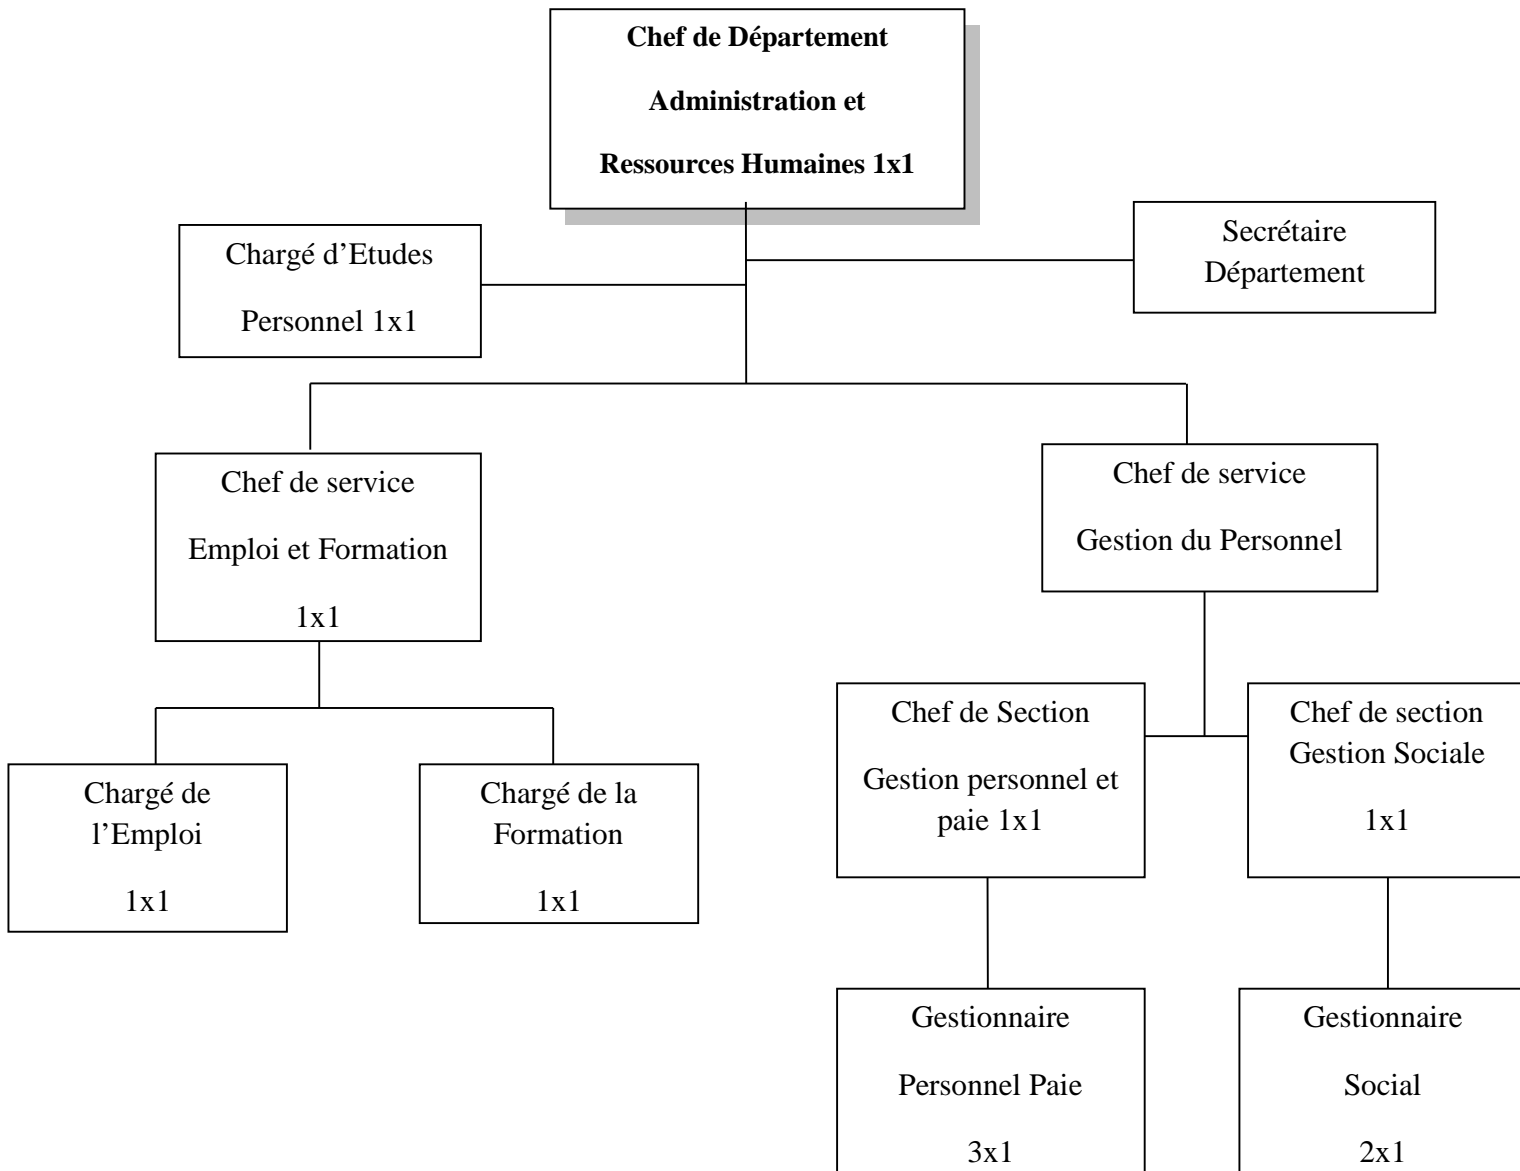 Chef de Département
Administration et
Ressources Humaines 1x1
Chargé d’Etudes
Personnel 1x1
Secrétaire
Département
Chef de service
Emploi et Formation
1x1
Chef de service
Gestion du Personnel
Chargé de
l’Emploi
1x1
Chargé de la
Formation
1x1
Chef de Section
Gestion personnel et
paie 1x1
Chef de section
Gestion Sociale
1x1
Gestionnaire
Personnel Paie
3x1
Gestionnaire
Social
2x1